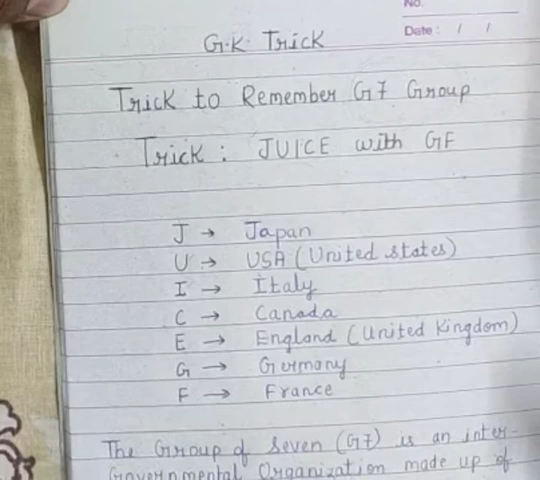 No.
Date: / /
G.K Trick
Trick to Remember G7 Group
Trick : JUICE with GF
J → Japan
U → USA (United states)
I → Italy
C → Canada
E → England (United Kingdom)
G → Germany
F → France
The Group of Seven (G7) is an inter-
Governmental Organization made up of